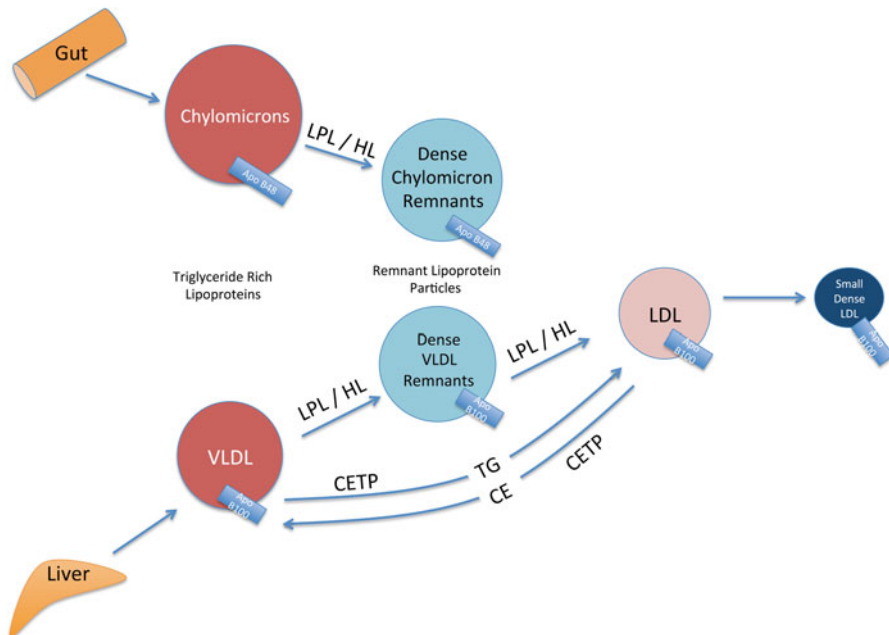 Gut
Chylomicrons
Apo B48
LPL / HL
Dense
Chylomicron
Remnants
Apo B48
Triglyceride Rich
Lipoproteins
Remnant Lipoprotein
Particles
Small
Dense
LDL
Apo
B100
LDL
Apo
B100
Dense
VLDL
Remnants
Apo
B100
LPL / HL
LPL / HL
VLDL
Apo
B100
CETP
TG
CE
CETP
Liver